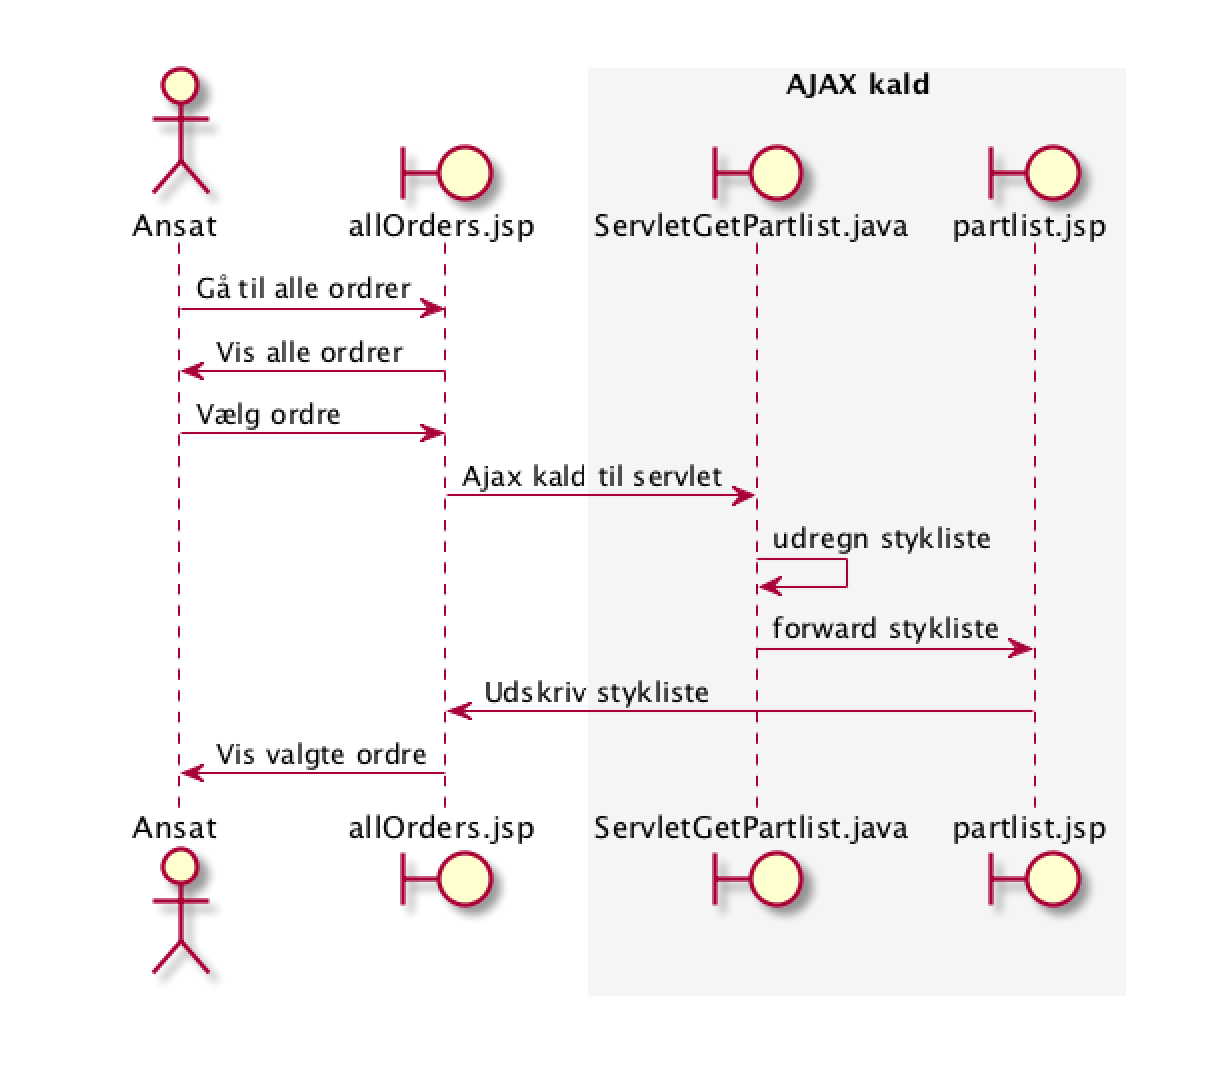 AJAX kald
Ansat
allOrders.jsp
ServletGetPartlist.java
partlist.jsp
Gå til alle ordrer
Vis alle ordrer
Vælg ordre
Ajax kald til servlet
udregn stykliste
forward stykliste
Udskriv stykliste
Vis valgte ordre
Ansat
allOrders.jsp
ServletGetPartlist.java
partlist.jsp